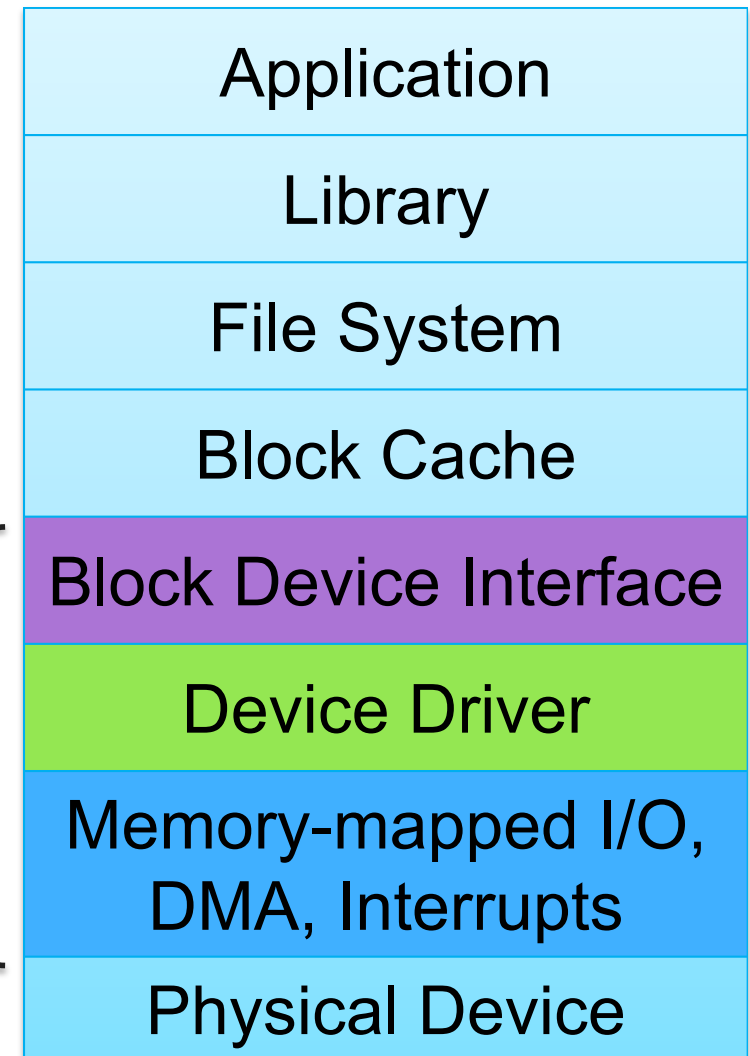 Application
Library
File System
Block Cache
Block Device Interface
Device Driver
Memory-mapped I/O,
DMA, Interrupts
Physical Device